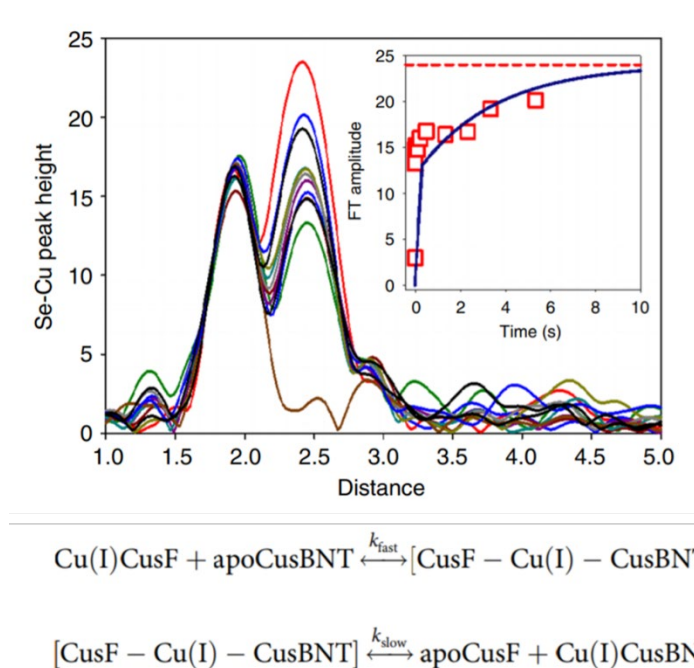 25
20
15
10
5
0
Se-Cu peak height
1.0 1.5 2.0 2.5 3.0 3.5 4.0 4.5 5.0
Distance
25
20
15
10
5
0
FT amplitude
0 2 4 6 8 10
Time (s)
Cu(I)CusF + apoCusBNT ⟷ [CusF − Cu(I) − CusBNT
k_fast
[CusF − Cu(I) − CusBNT] ⟷ apoCusF + Cu(I)CusBN
k_slow